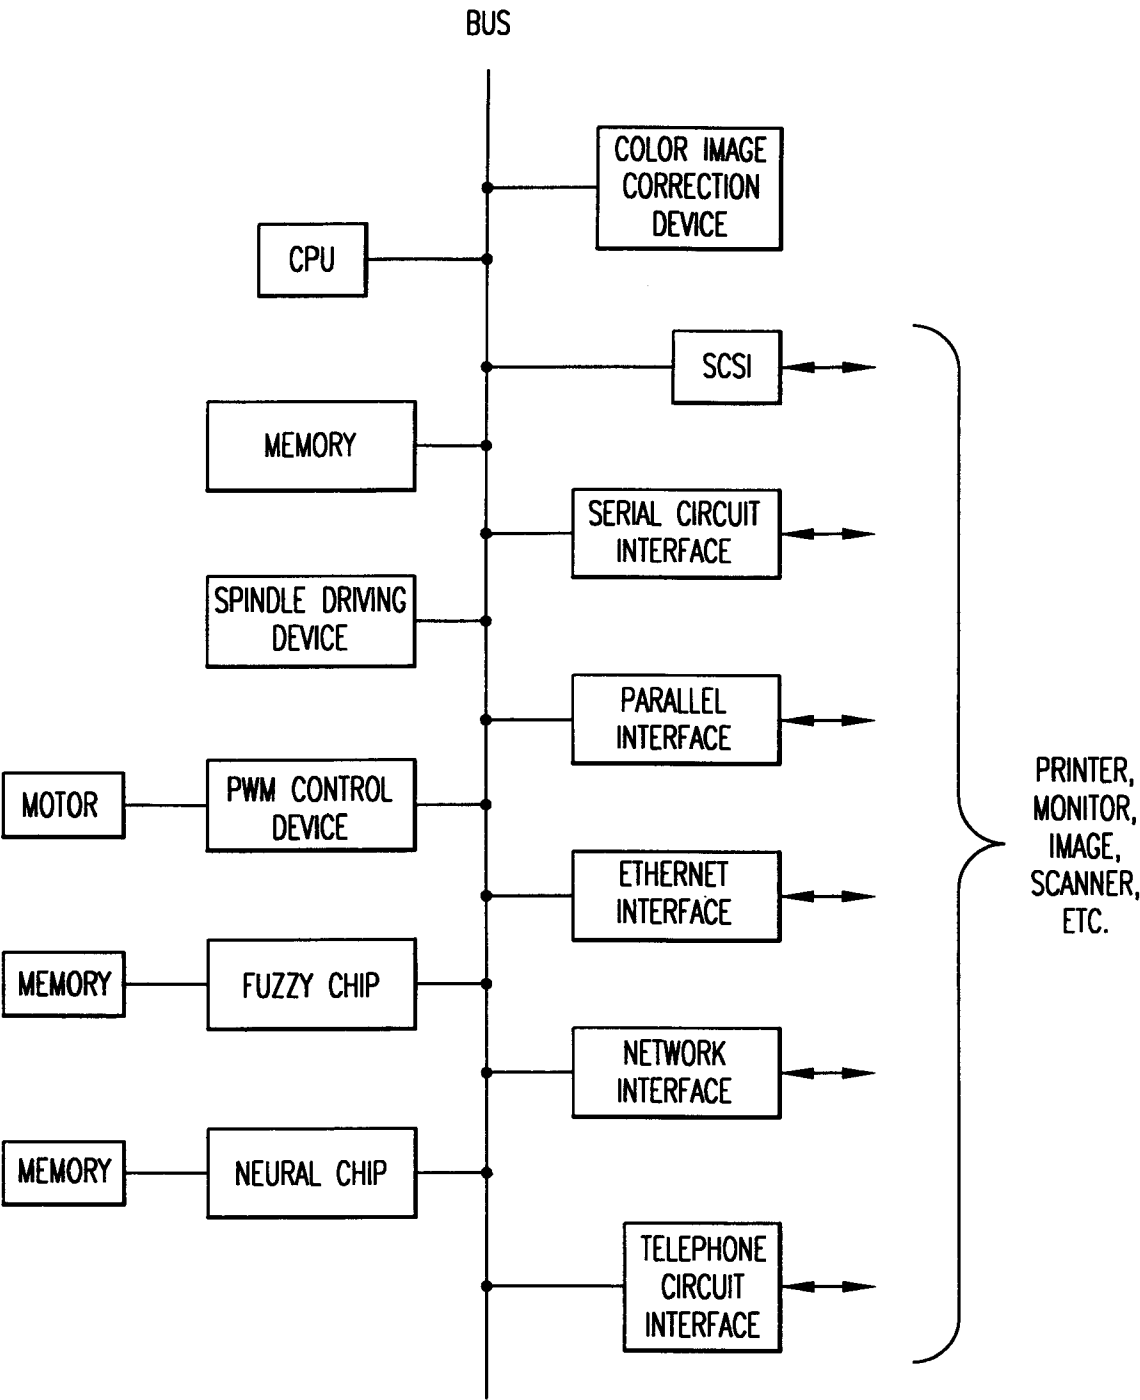 BUS
COLOR IMAGE
CORRECTION
DEVICE
CPU
SCSI
MEMORY
SERIAL CIRCUIT
INTERFACE
SPINDLE DRIVING
DEVICE
PARALLEL
INTERFACE
MOTOR
PWM CONTROL
DEVICE
PRINTER,
MONITOR,
IMAGE,
SCANNER,
ETC.
ETHERNET
INTERFACE
MEMORY
FUZZY CHIP
NETWORK
INTERFACE
MEMORY
NEURAL CHIP
TELEPHONE
CIRCUIT
INTERFACE